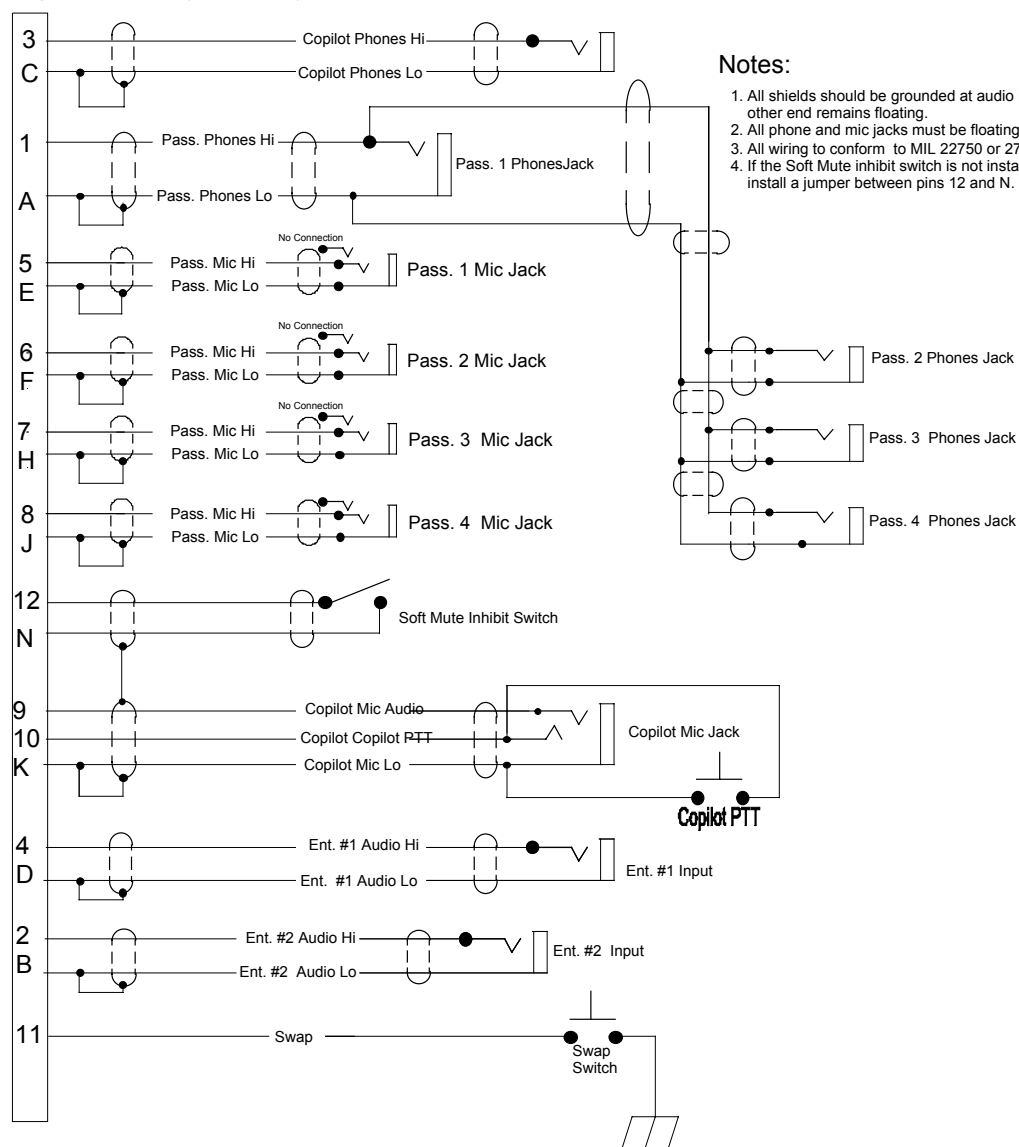 3
Copilot Phones Hi
C
Copilot Phones Lo
Notes:
1. All shields should be grounded at audio
other end remains floating.
2. All phone and mic jacks must be floating
3. All wiring to conform to MIL 22750 or 27
4. If the Soft Mute inhibit switch is not insta
install a jumper between pins 12 and N.
1
Pass. Phones Hi
Pass. 1 PhonesJack
A
Pass. Phones Lo
No Connection
5
Pass. Mic Hi
E
Pass. Mic Lo
Pass. 1 Mic Jack
No Connection
6
Pass. Mic Hi
F
Pass. Mic Lo
Pass. 2 Mic Jack
Pass. 2 Phones Jack
No Connection
7
Pass. Mic Hi
H
Pass. Mic Lo
Pass. 3 Mic Jack
Pass. 3 Phones Jack
8
Pass. Mic Hi
J
Pass. Mic Lo
Pass. 4 Mic Jack
Pass. 4 Phones Jack
12
N
Soft Mute Inhibit Switch
9
Copilot Mic Audio
10
Copilot Copilot PTT
K
Copilot Mic Lo
Copilot Mic Jack
Copilot PTT
4
Ent. #1 Audio Hi
D
Ent. #1 Audio Lo
Ent. #1 Input
2
Ent. #2 Audio Hi
B
Ent. #2 Audio Lo
Ent. #2 Input
11
Swap
Swap
Switch